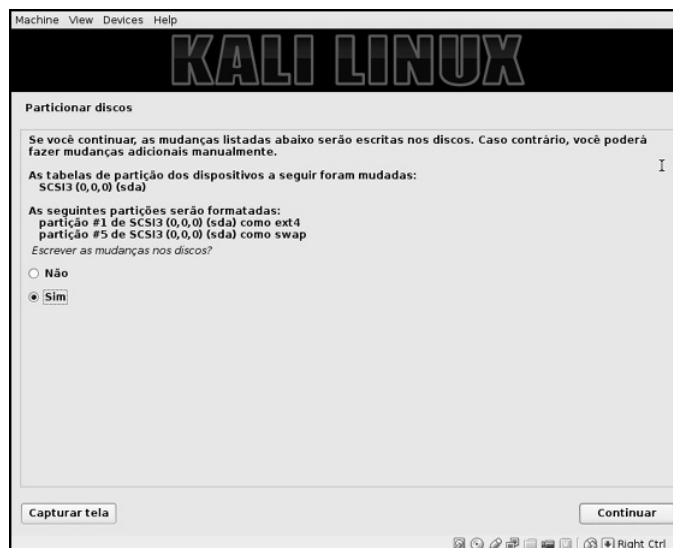 Machine View Devices Help
KALI LINUX
Particionar discos
Se você continuar, as mudanças listadas abaixo serão escritas nos discos. Caso contrário, você poderá
fazer mudanças adicionais manualmente.
As tabelas de partição dos dispositivos a seguir foram mudadas:
SCSI3 (0,0,0) (sda)
As seguintes partições serão formatadas:
partição #1 de SCSI3 (0,0,0) (sda) como ext4
partição #5 de SCSI3 (0,0,0) (sda) como swap
Escrever as mudanças nos discos?
Não
Sim
Capturar tela
Continuar
Right Ctrl